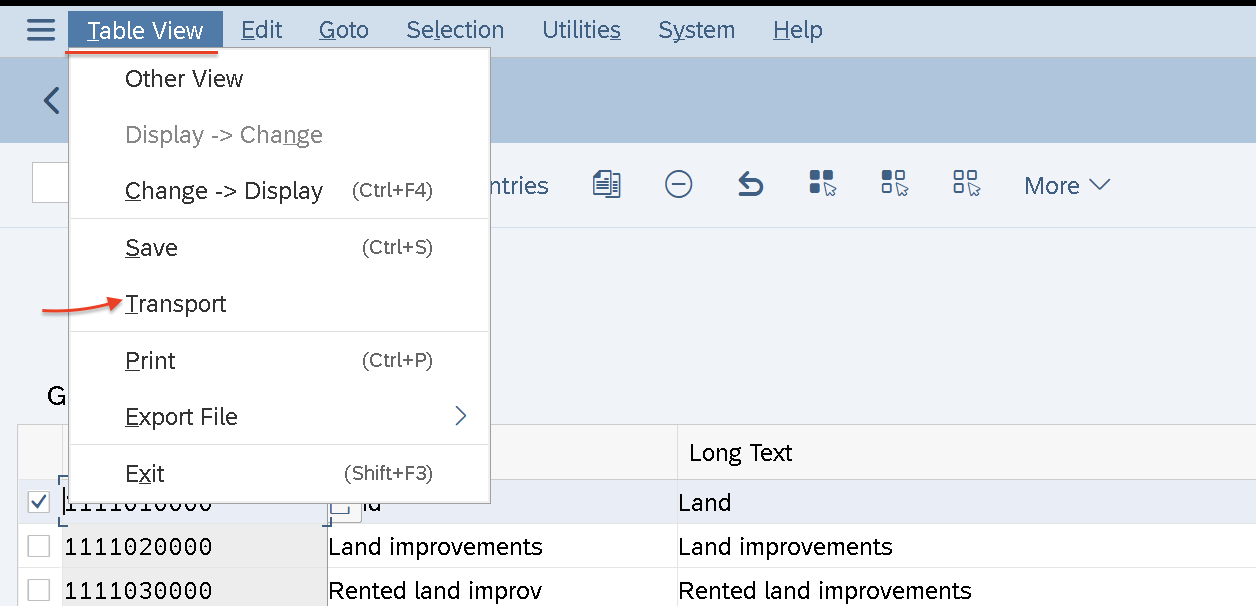 Table View Edit Goto Selection Utilities System Help
Other View
Display -> Change
Change -> Display (Ctrl+F4)
ntries More
Save (Ctrl+S)
Transport
Print (Ctrl+P)
G
Export File
Long Text
Exit (Shift+F3)
1111010000 Land
1111020000 Land improvements Land improvements
1111030000 Rented land improv Rented land improvements